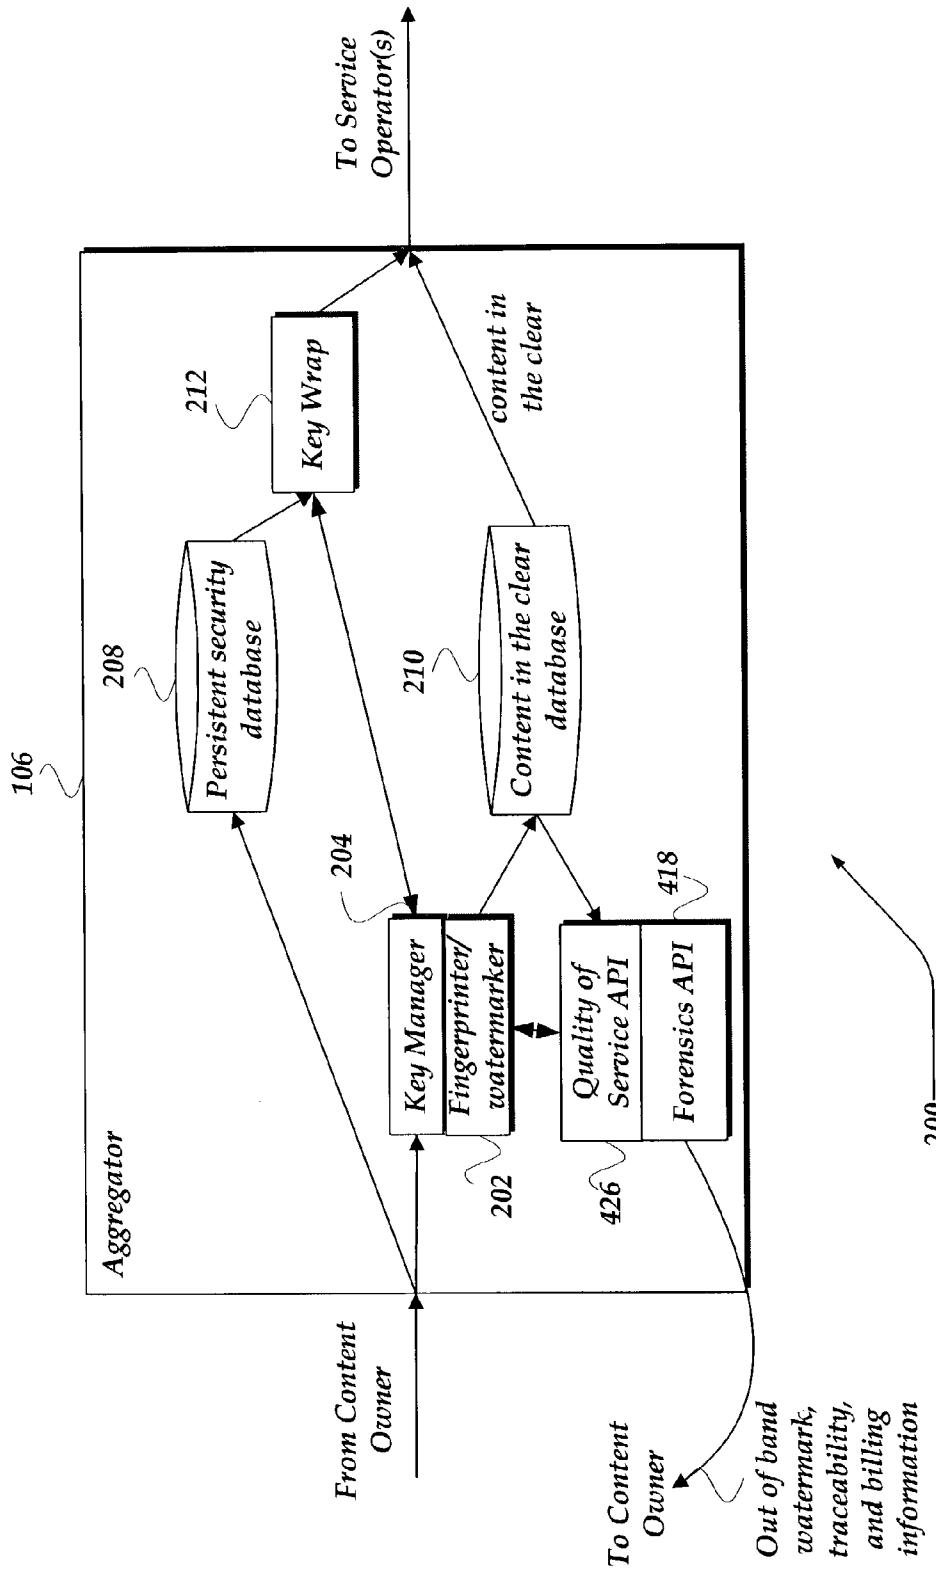 106
Aggregator
208
Persistent security
database
212
Key Wrap
To Service
Operator(s)
From Content
Owner
204
Key Manager
Fingerprinter/
watermarker
202
210
Content in the clear
database
content in
the clear
Quality of
Service API
426
Forensics API
418
To Content
Owner
Out of band
watermark,
traceability,
and billing
information